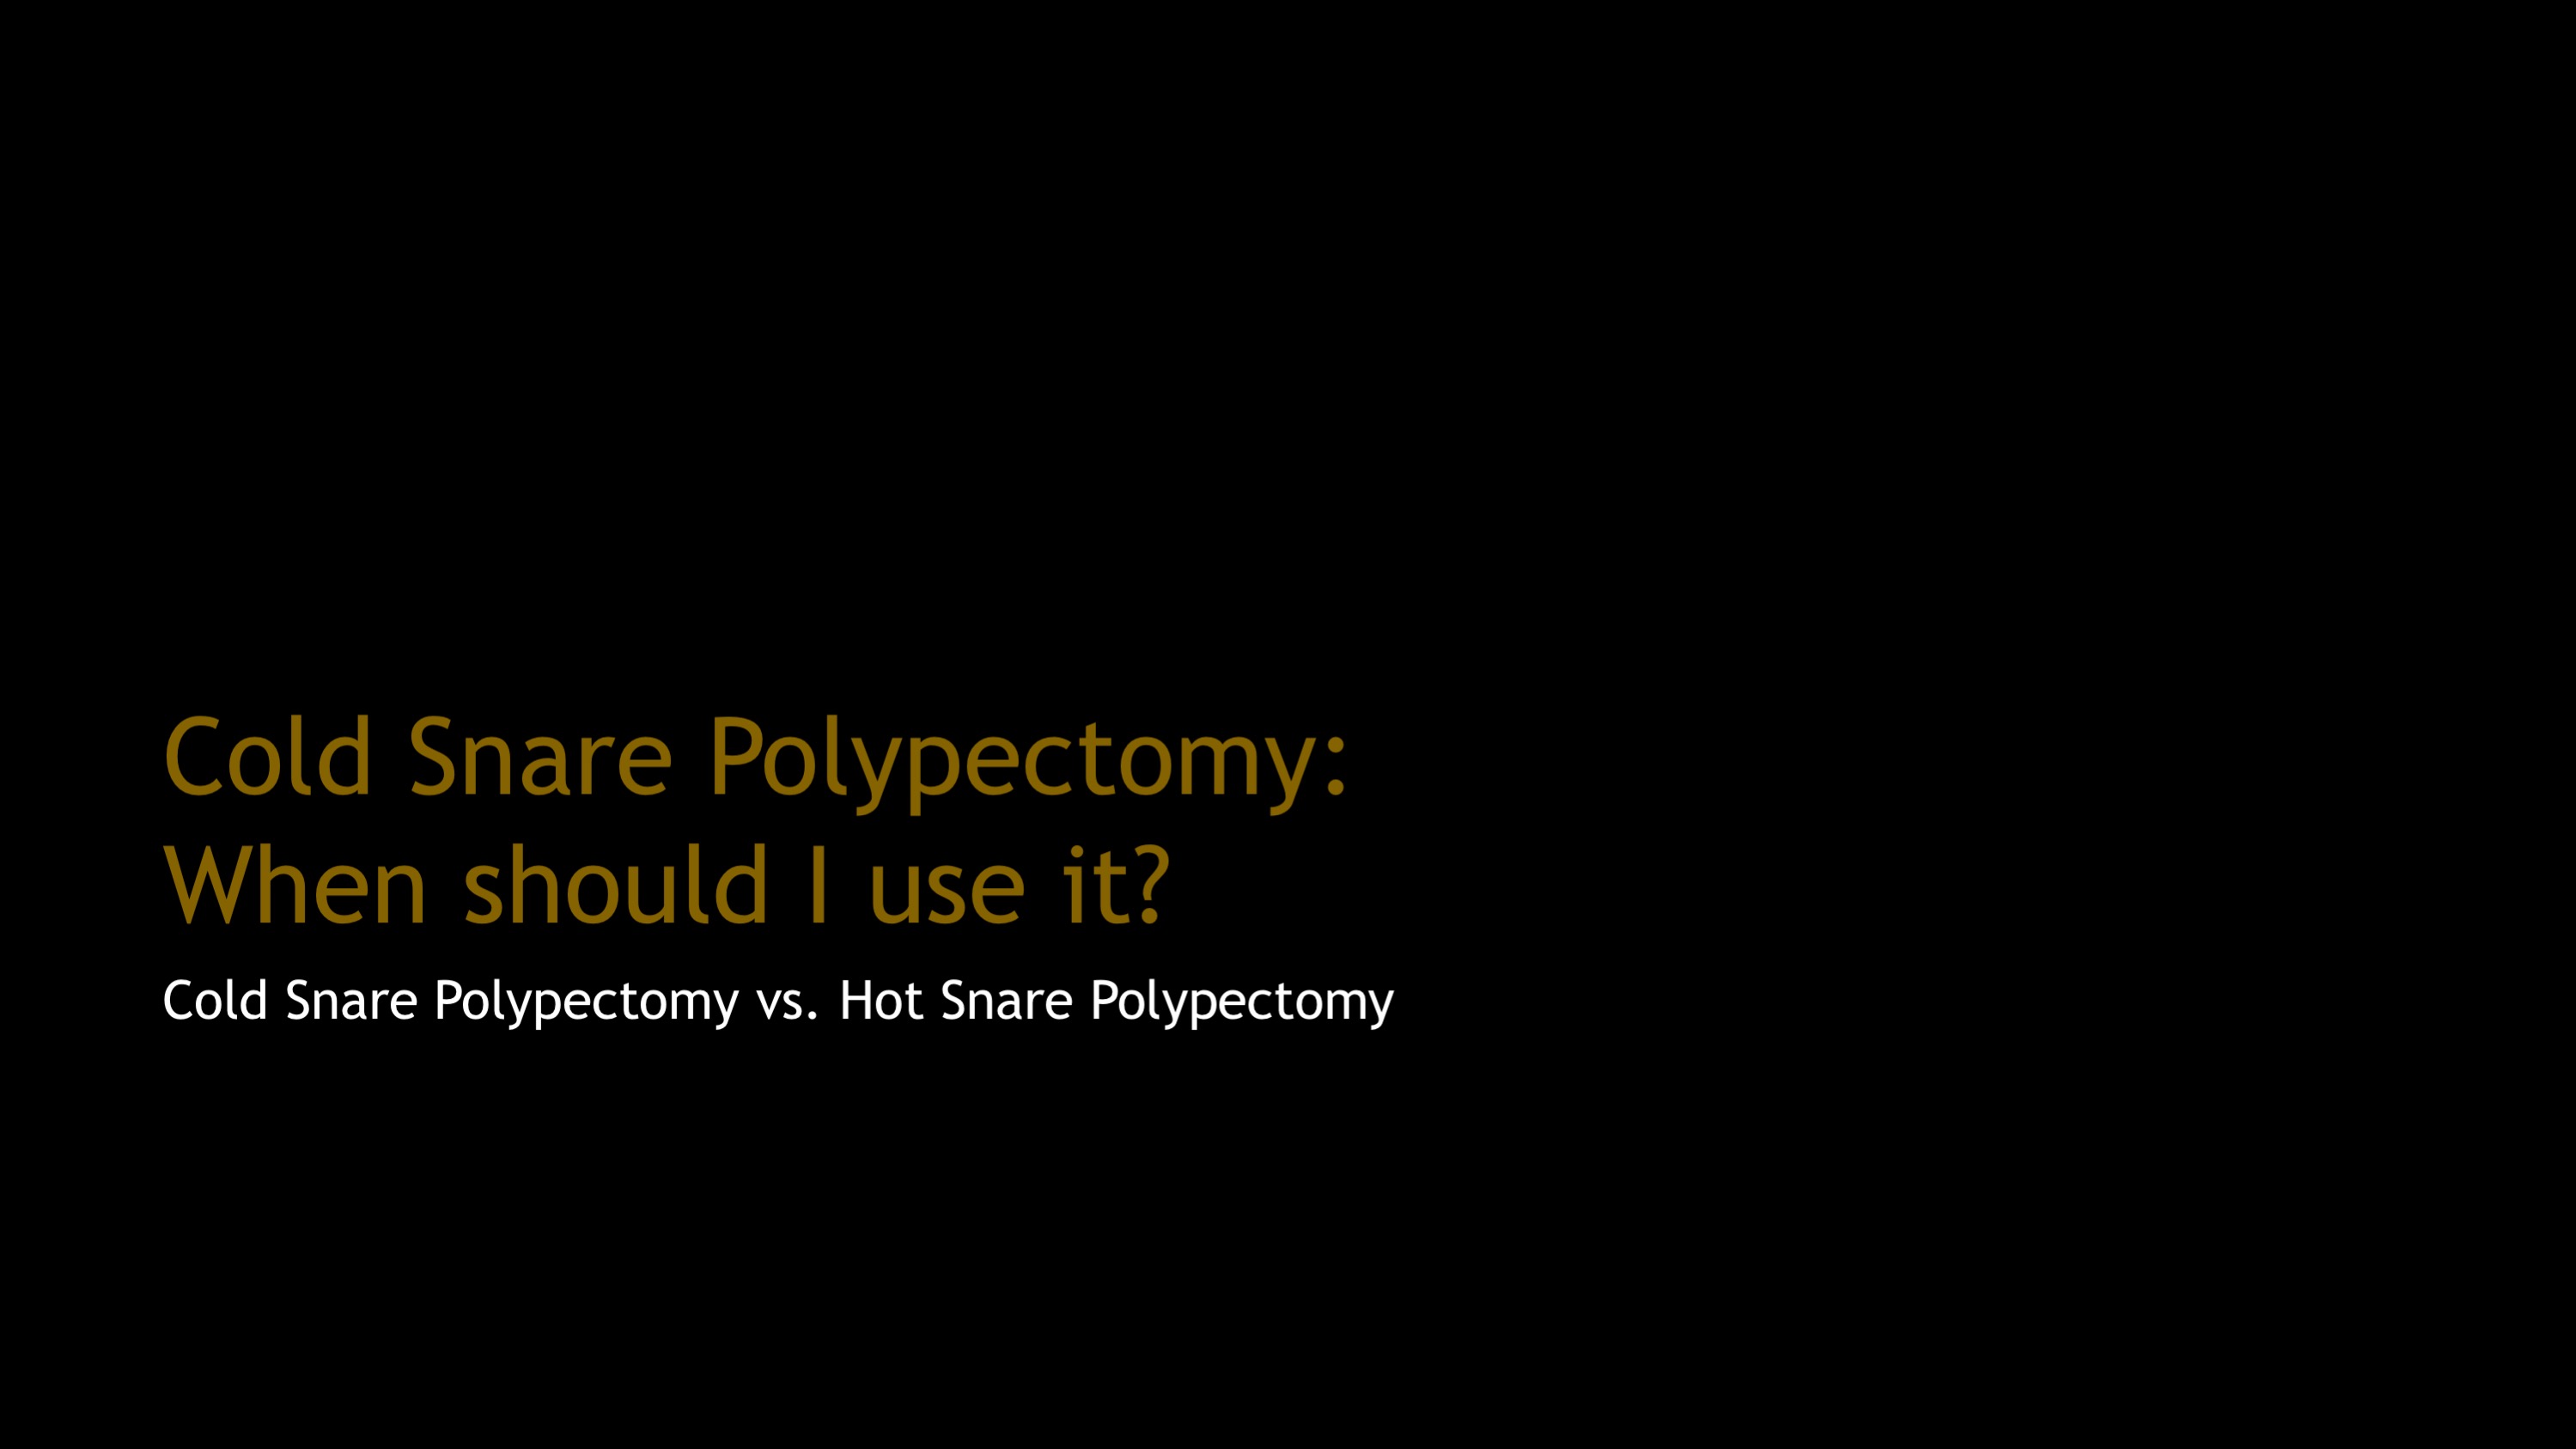 Cold Snare Polypectomy:
When should I use it?
Cold Snare Polypectomy vs. Hot Snare Polypectomy